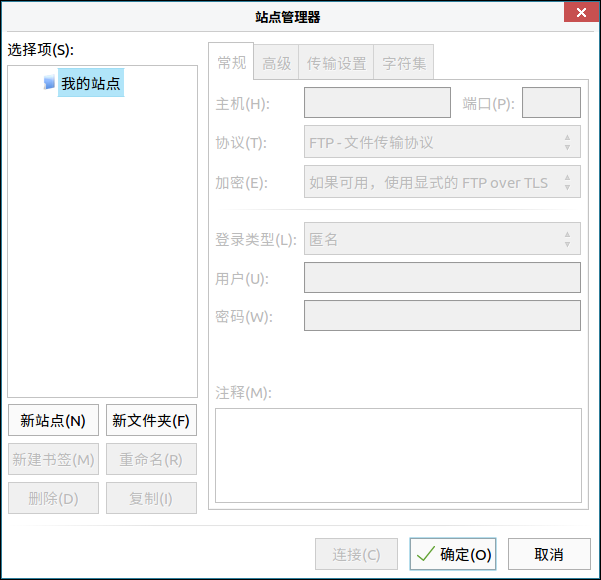 站点管理器
选择项(S):
我的站点
新站点(N) 新文件夹(F)
新建书签(M) 重命名(R)
删除(D) 复制(I)
常规 高级 传输设置 字符集
主机(H): 端口(P):
协议(T): FTP - 文件传输协议
加密(E): 如果可用，使用显式的 FTP over TLS
登录类型(L): 匿名
用户(U):
密码(W):
注释(M):
连接(C) 确定(O) 取消